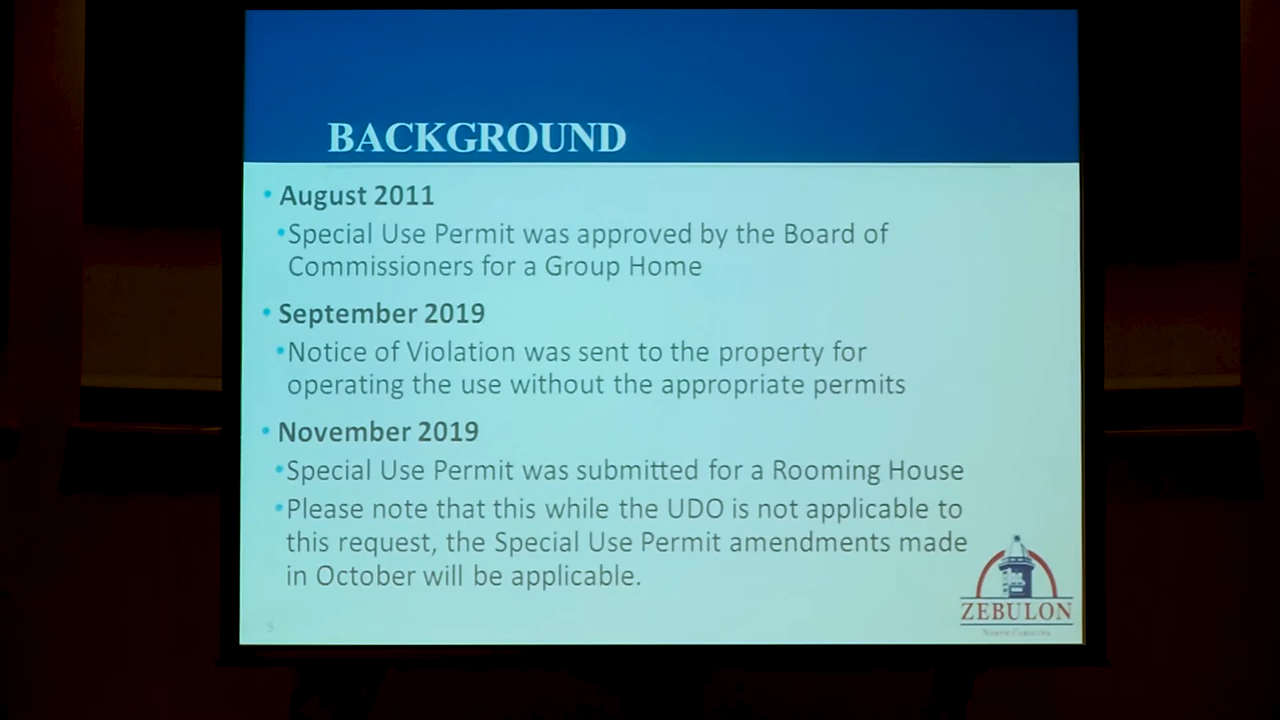 BACKGROUND
• August 2011
•Special Use Permit was approved by the Board of
Commissioners for a Group Home
• September 2019
•Notice of Violation was sent to the property for
operating the use without the appropriate permits
• November 2019
•Special Use Permit was submitted for a Rooming House
•Please note that this while the UDO is not applicable to
this request, the Special Use Permit amendments made
in October will be applicable.
5
ZEBULON
NORTH CAROLINA